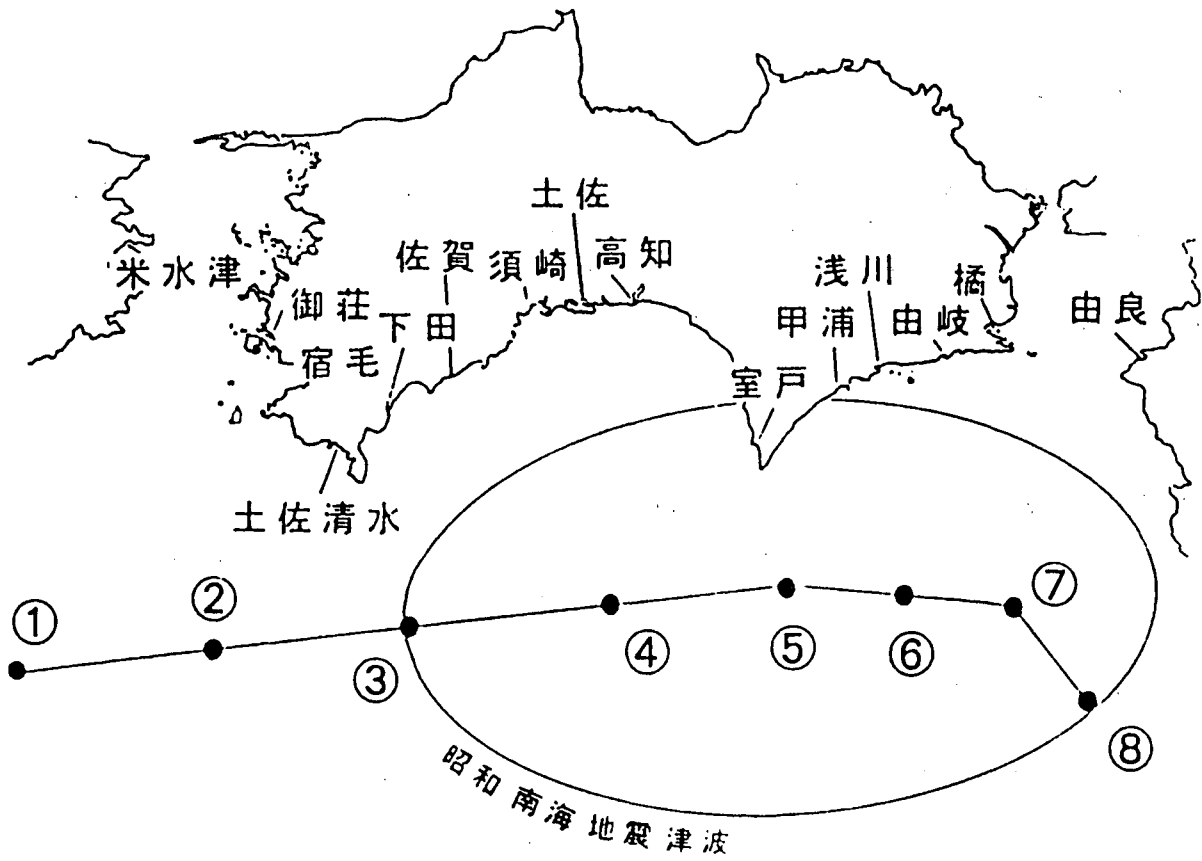 土佐
佐賀
須崎
高知
浅川
橘
米水津
御荘
下田
甲浦
由岐
由良
宿毛
室戸
土佐清水
①
②
③
④
⑤
⑥
⑦
⑧
昭和南海地震津波